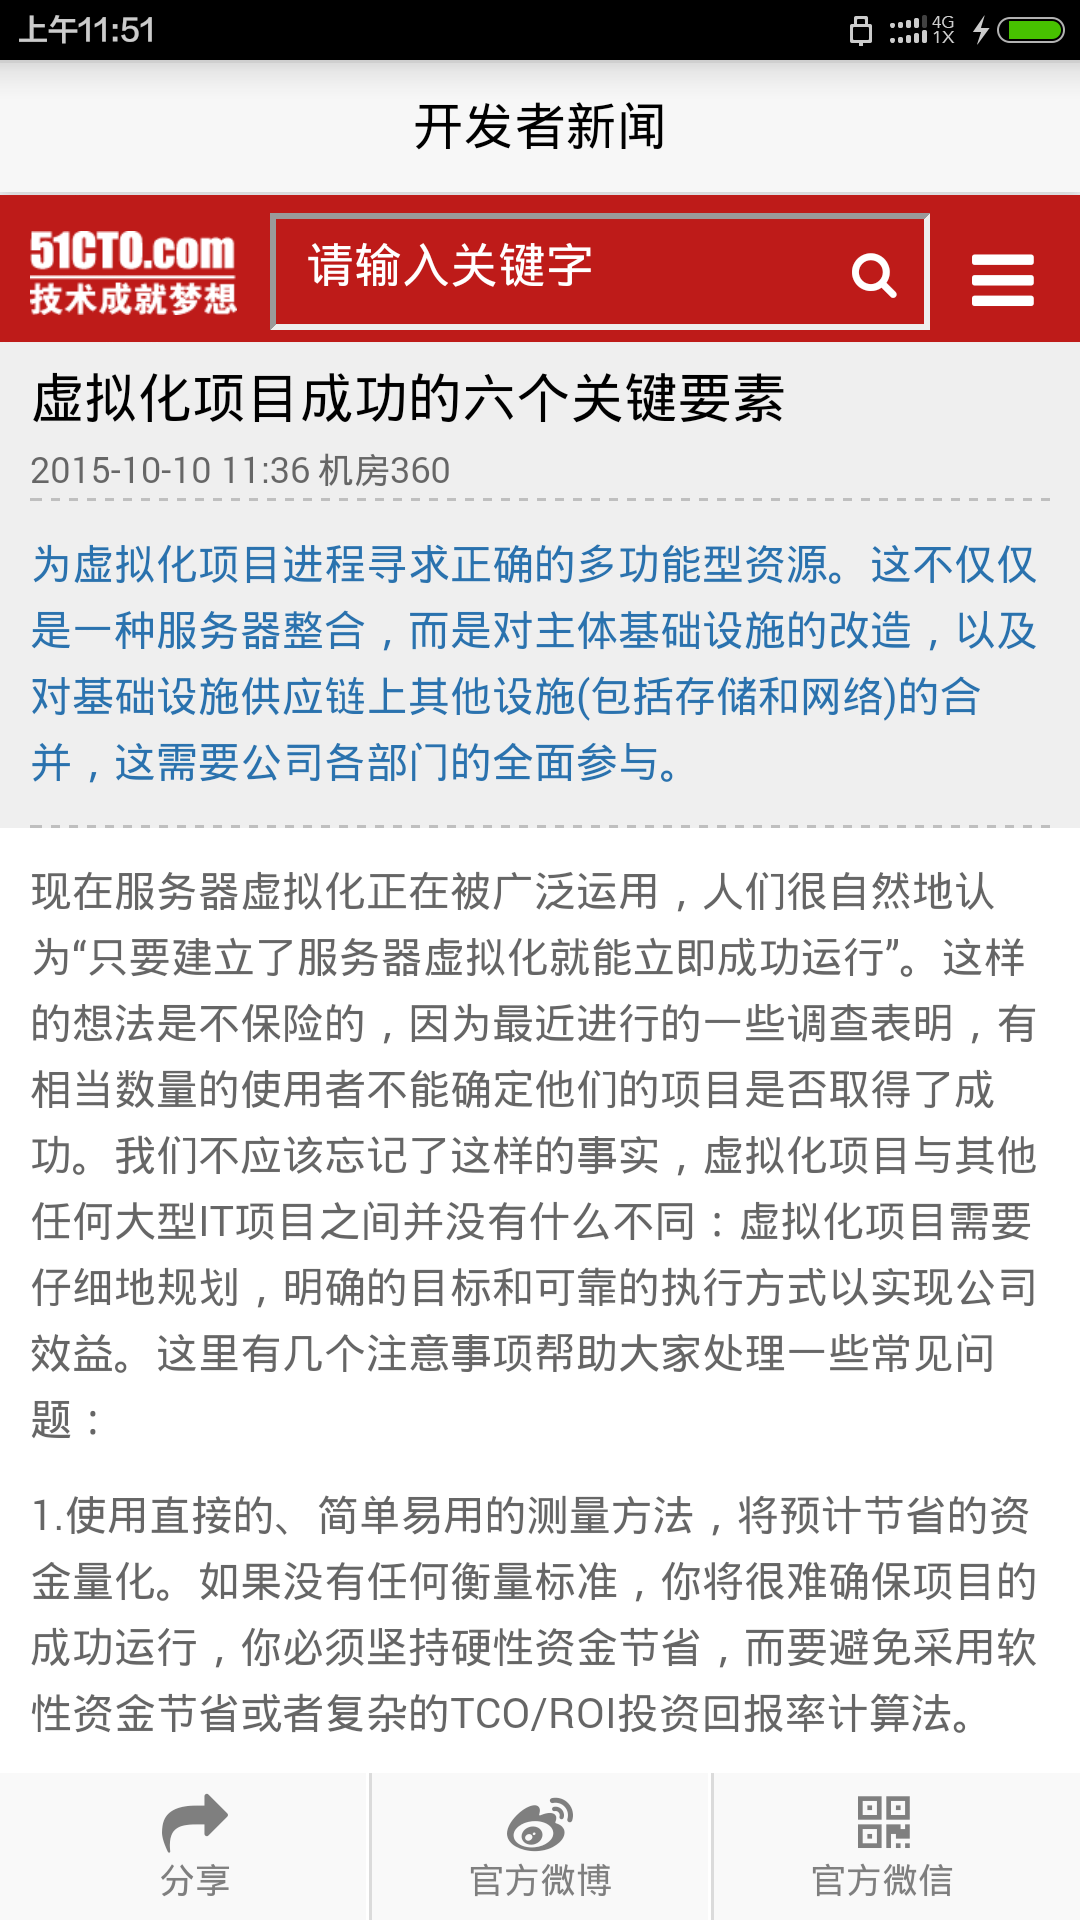 上午11:51
4G
1X
开发者新闻
51CTO.com
技术成就梦想
请输入关键字
虚拟化项目成功的六个关键要素
2015-10-10 11:36 机房360
为虚拟化项目进程寻求正确的多功能型资源。这不仅仅
是一种服务器整合，而是对主体基础设施的改造，以及
对基础设施供应链上其他设施(包括存储和网络)的合
并，这需要公司各部门的全面参与。
现在服务器虚拟化正在被广泛运用，人们很自然地认
为“只要建立了服务器虚拟化就能立即成功运行”。这样
的想法是不保险的，因为最近进行的一些调查表明，有
相当数量的使用者不能确定他们的项目是否取得了成
功。我们不应该忘记了这样的事实，虚拟化项目与其他
任何大型IT项目之间并没有什么不同：虚拟化项目需要
仔细地规划，明确的目标和可靠的执行方式以实现公司
效益。这里有几个注意事项帮助大家处理一些常见问
题：
1.使用直接的、简单易用的测量方法，将预计节省的资
金量化。如果没有任何衡量标准，你将很难确保项目的
成功运行，你必须坚持硬性资金节省，而要避免采用软
性资金节省或者复杂的TCO/ROI投资回报率计算法。
分享
官方微博
官方微信